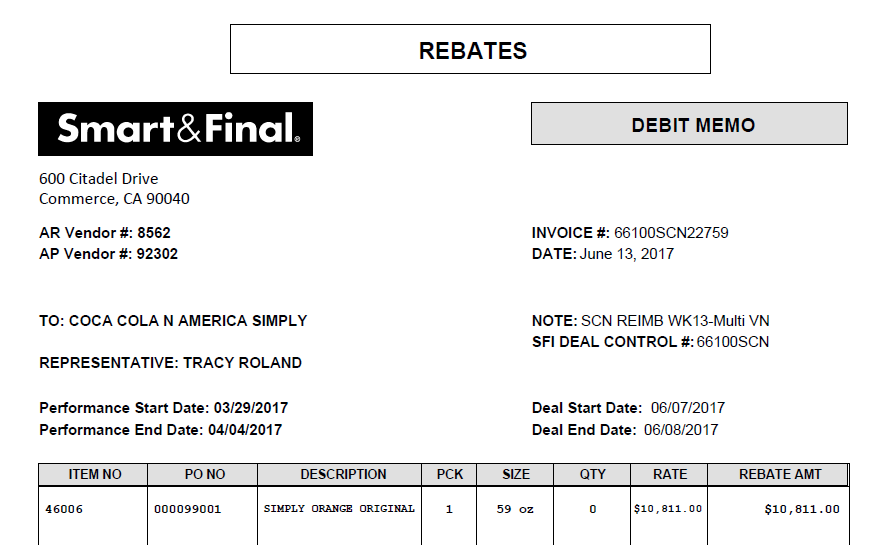 REBATES
Smart&Final®
DEBIT MEMO
600 Citadel Drive
Commerce, CA 90040
AR Vendor #: 8562
AP Vendor #: 92302
INVOICE #: 66100SCN22759
DATE: June 13, 2017
TO: COCA COLA N AMERICA SIMPLY
NOTE: SCN REIMB WK13-Multi VN
SFI DEAL CONTROL #: 66100SCN
REPRESENTATIVE: TRACY ROLAND
Performance Start Date: 03/29/2017
Performance End Date: 04/04/2017
Deal Start Date: 06/07/2017
Deal End Date: 06/08/2017
ITEM NO PO NO DESCRIPTION PCK SIZE QTY RATE REBATE AMT
46006 000099001 SIMPLY ORANGE ORIGINAL 1 59 oz 0 $10,811.00 $10,811.00